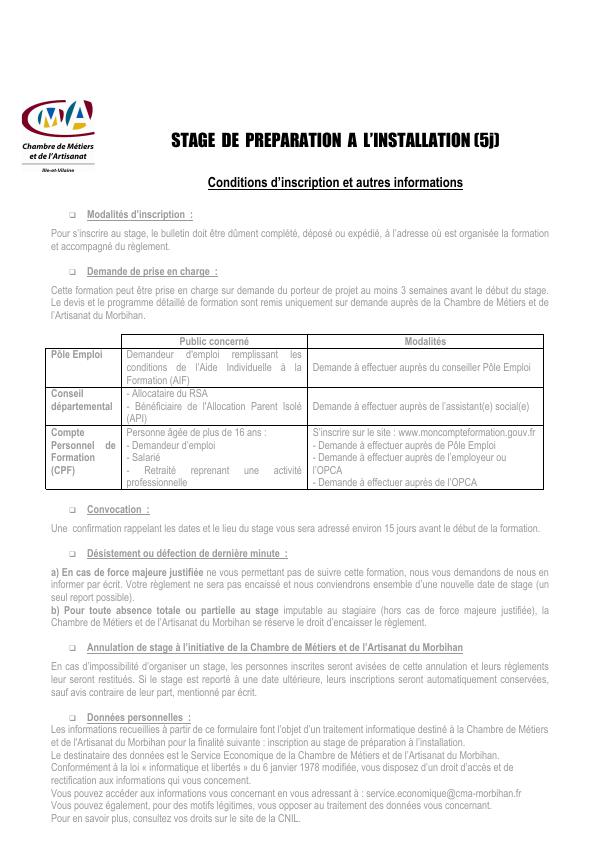 CMA
Chambre de Métiers
et de l'Artisanat
Ille-et-Vilaine
STAGE DE PREPARATION A L'INSTALLATION (5j)
Conditions d'inscription et autres informations
❑ Modalités d'inscription :
Pour s'inscrire au stage, le bulletin doit être dûment complété, déposé ou expédié, à l'adresse où est organisée la formation
et accompagné du règlement.
❑ Demande de prise en charge :
Cette formation peut être prise en charge sur demande du porteur de projet au moins 3 semaines avant le début du stage.
Le devis et le programme détaillé de formation sont remis uniquement sur demande auprès de la Chambre de Métiers et de
l'Artisanat du Morbihan.
Public concerné
Modalités
Pôle Emploi
Demandeur d'emploi remplissant les
conditions de l'Aide Individuelle à la
Formation (AIF)
Demande à effectuer auprès du conseiller Pôle Emploi
Conseil
départemental
- Allocataire du RSA
- Bénéficiaire de l'Allocation Parent Isolé
(API)
Demande à effectuer auprès de l'assistant(e) social(e)
Compte
Personnel de
Formation
(CPF)
Personne âgée de plus de 16 ans :
- Demandeur d'emploi
- Salarié
- Retraité reprenant une activité
professionnelle
S'inscrire sur le site : www.moncompteformation.gouv.fr
- Demande à effectuer auprès de Pôle Emploi
- Demande à effectuer auprès de l'employeur ou
l'OPCA
- Demande à effectuer auprès de l'OPCA
❑ Convocation :
Une confirmation rappelant les dates et le lieu du stage vous sera adressé environ 15 jours avant le début de la formation.
❑ Désistement ou défection de dernière minute :
a) En cas de force majeure justifiée ne vous permettant pas de suivre cette formation, nous vous demandons de nous en
informer par écrit. Votre règlement ne sera pas encaissé et nous conviendrons ensemble d'une nouvelle date de stage (un
seul report possible).
b) Pour toute absence totale ou partielle au stage imputable au stagiaire (hors cas de force majeure justifiée), la
Chambre de Métiers et de l'Artisanat du Morbihan se réserve le droit d'encaisser le règlement.
❑ Annulation de stage à l'initiative de la Chambre de Métiers et de l'Artisanat du Morbihan
En cas d'impossibilité d'organiser un stage, les personnes inscrites seront avisées de cette annulation et leurs règlements
leur seront restitués. Si le stage est reporté à une date ultérieure, leurs inscriptions seront automatiquement conservées,
sauf avis contraire de leur part, mentionné par écrit.
❑ Données personnelles :
Les informations recueillies à partir de ce formulaire font l'objet d'un traitement informatique destiné à la Chambre de Métiers
et de l'Artisanat du Morbihan pour la finalité suivante : inscription au stage de préparation à l'installation.
Le destinataire des données est le Service Economique de la Chambre de Métiers et de l'Artisanat du Morbihan.
Conformément à la loi « informatique et libertés » du 6 janvier 1978 modifiée, vous disposez d'un droit d'accès et de
rectification aux informations qui vous concernent.
Vous pouvez accéder aux informations vous concernant en vous adressant à : service.economique@cma-morbihan.fr
Vous pouvez également, pour des motifs légitimes, vous opposer au traitement des données vous concernant.
Pour en savoir plus, consultez vos droits sur le site de la CNIL.